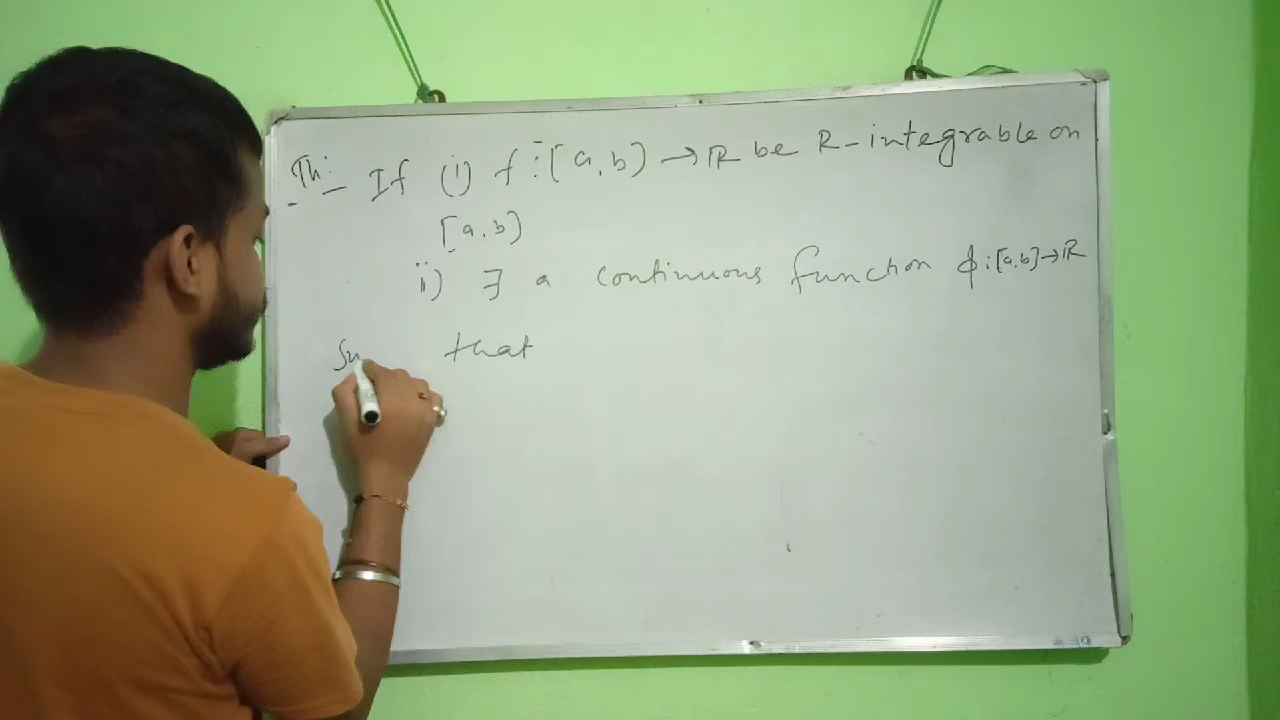 Th:- If (i) f:[a,b) → ℝ be R-integrable on
[a,b)
ii) ∃ a continuous function ϕ:[a,b]→ℝ
Su that